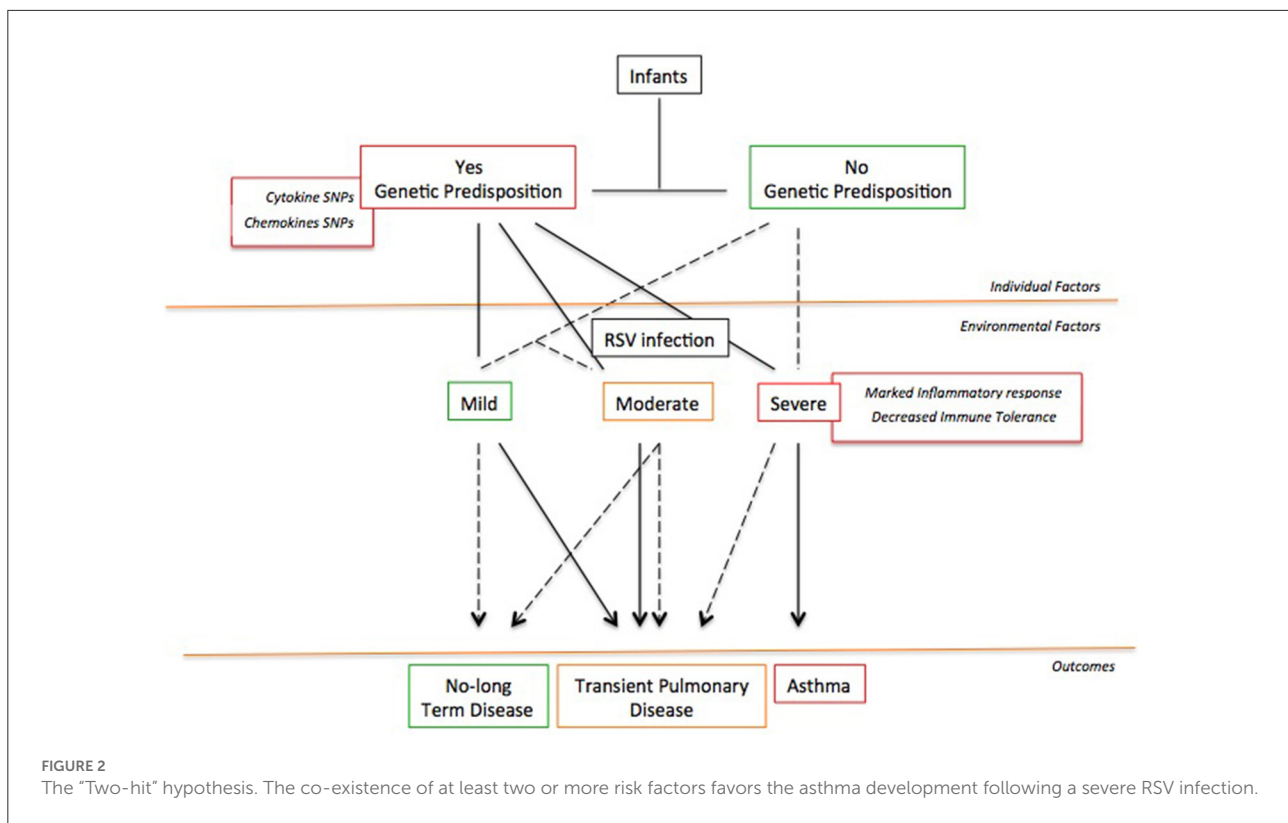 Infants
Yes
Genetic Predisposition
No
Genetic Predisposition
Cytokine SNPs
Chemokines SNPs
Individual Factors
Environmental Factors
RSV infection
Mild
Moderate
Severe
Marked Inflammatory response
Decreased Immune Tolerance
Outcomes
No-long
Term Disease
Transient Pulmonary
Disease
Asthma
FIGURE 2
The “Two-hit” hypothesis. The co-existence of at least two or more risk factors favors the asthma development following a severe RSV infection.